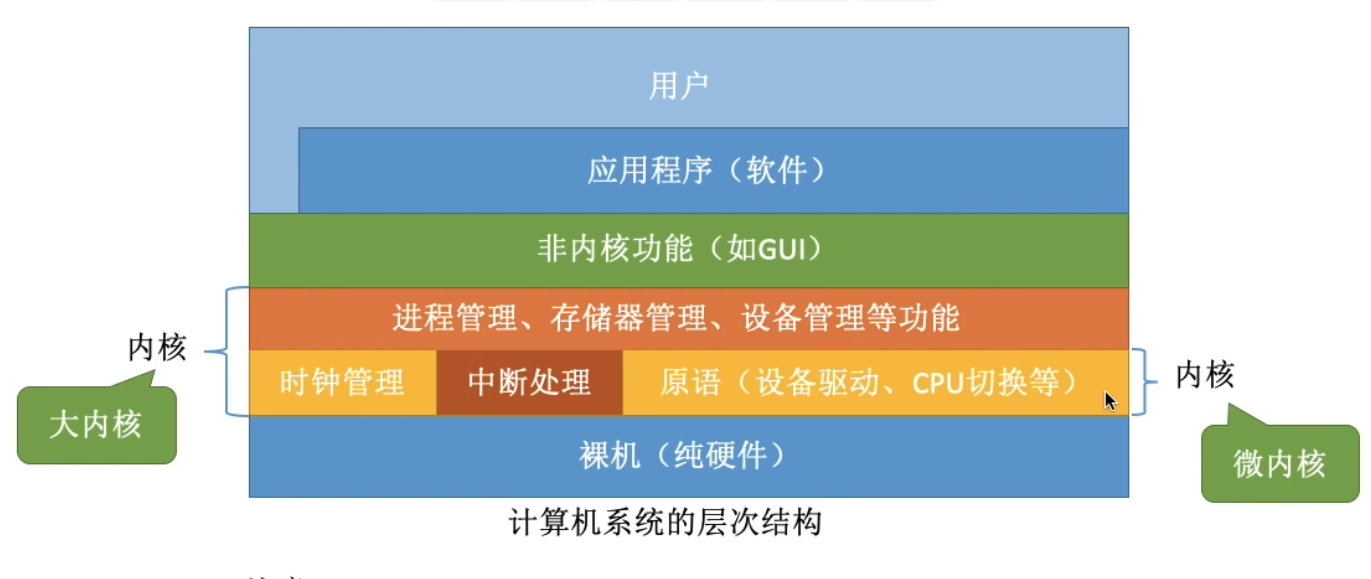 用户
应用程序（软件）
非内核功能（如GUI）
进程管理、存储器管理、设备管理等功能
内核
大内核
时钟管理
中断处理
原语（设备驱动、CPU切换等）
内核
微内核
裸机（纯硬件）
计算机系统的层次结构